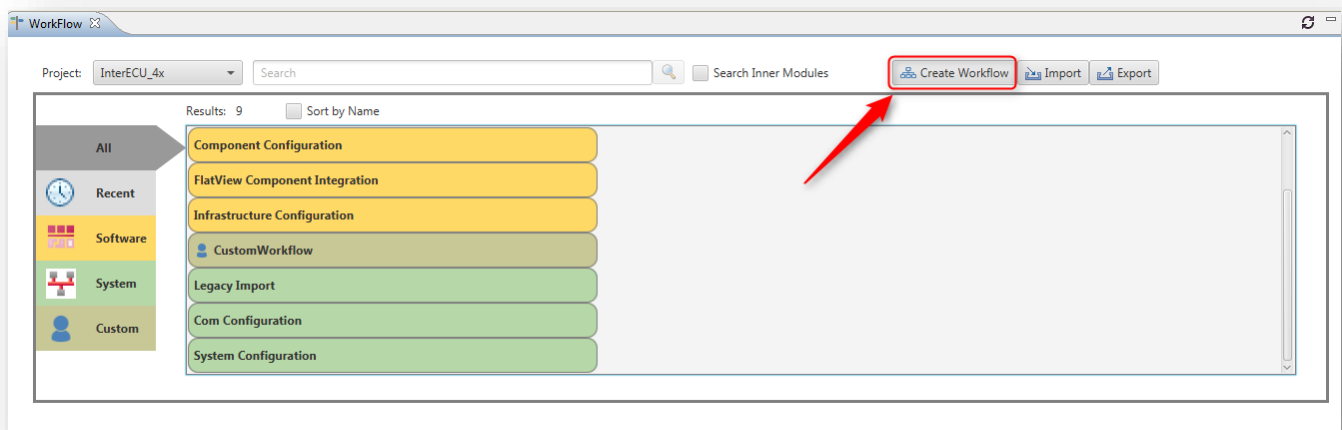 WorkFlow
Project: InterECU_4x Search Search Inner Modules Create Workflow Import Export
Results: 9 Sort by Name
All
Recent
Software
System
Custom
Component Configuration
FlatView Component Integration
Infrastructure Configuration
CustomWorkflow
Legacy Import
Com Configuration
System Configuration